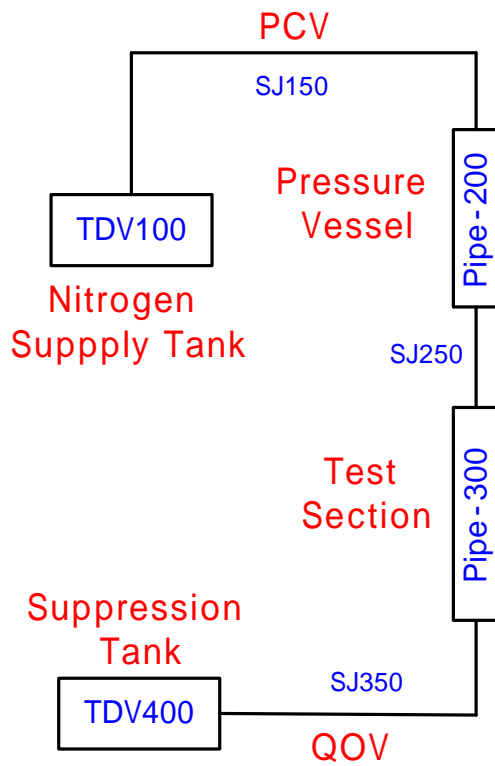 PCV
SJ150
Pressure
Vessel
Pipe-200
TDV100
Nitrogen
Suppply Tank
SJ250
Test
Section
Pipe-300
Suppression
Tank
SJ350
TDV400
QOV